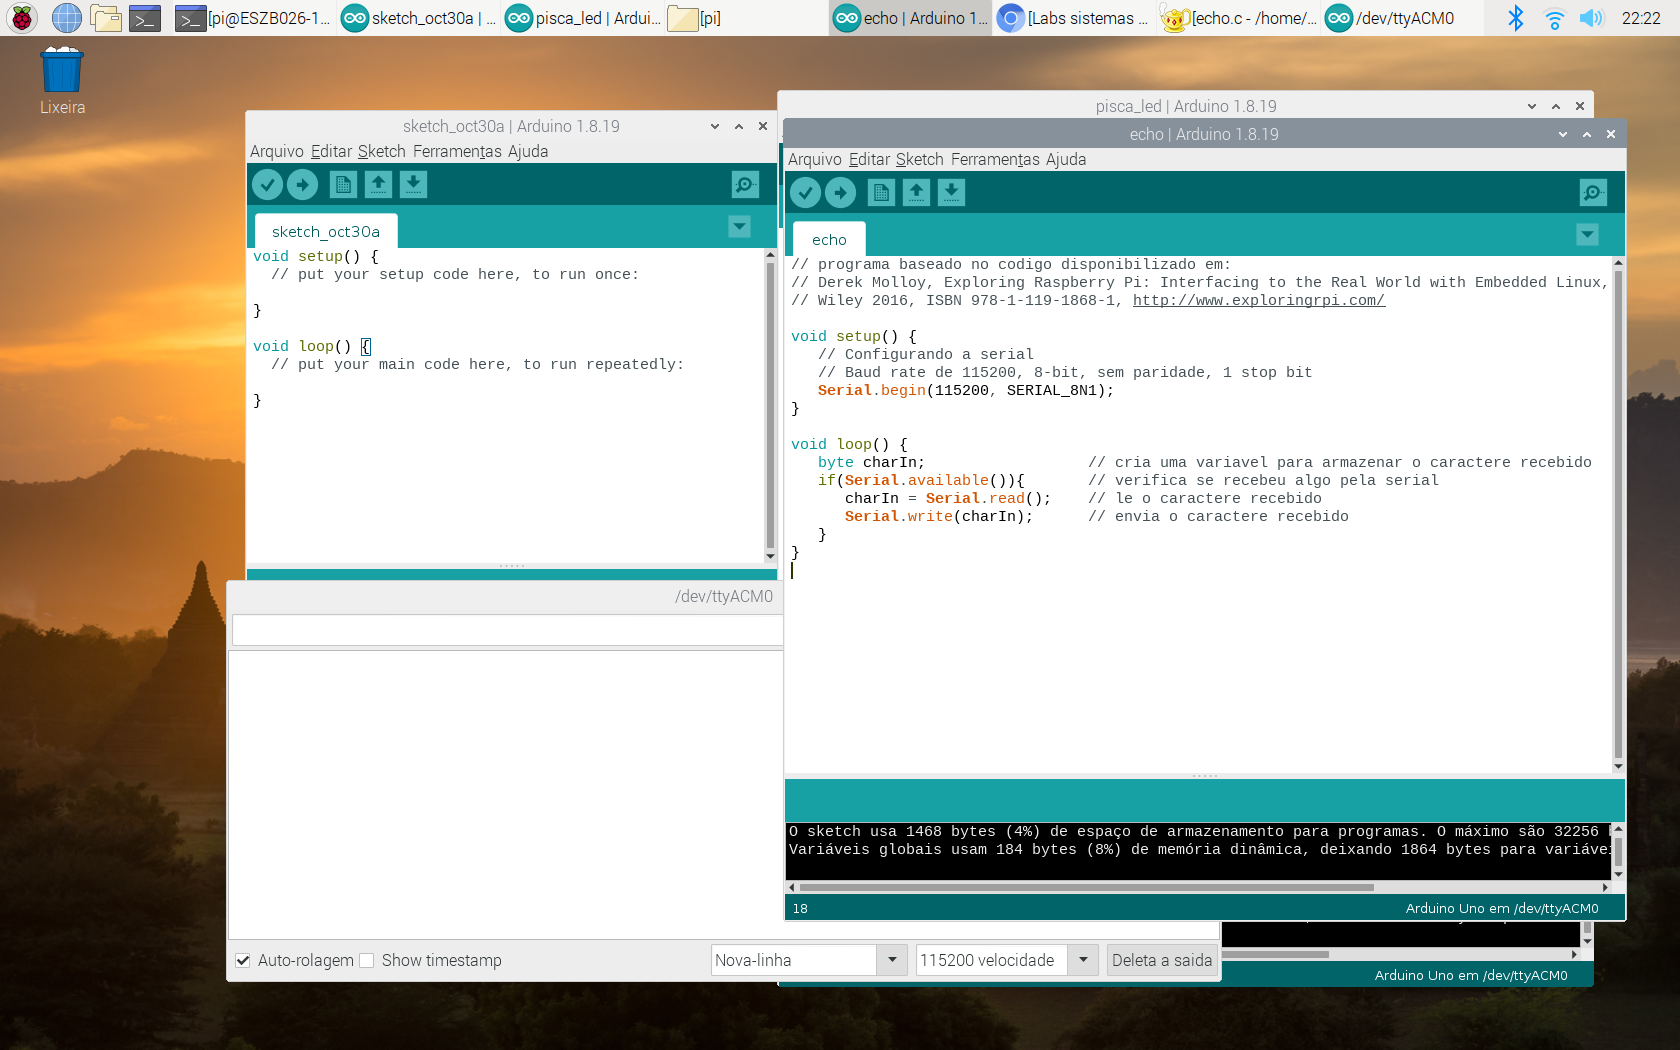 [pi@ESZB026-1...
sketch_oct30a | ...
pisca_led | Ardui...
[pi]
echo | Arduino 1...
[Labs sistemas ...
[echo.c - /home/...
/dev/ttyACM0
22:22
Lixeira
sketch_oct30a | Arduino 1.8.19
Arquivo Editar Sketch Ferramentas Ajuda
sketch_oct30a
void setup() {
  // put your setup code here, to run once:
}
void loop() {
  // put your main code here, to run repeatedly:
}
pisca_led | Arduino 1.8.19
echo | Arduino 1.8.19
Arquivo Editar Sketch Ferramentas Ajuda
echo
// programa baseado no codigo disponibilizado em:
// Derek Molloy, Exploring Raspberry Pi: Interfacing to the Real World with Embedded Linux,
// Wiley 2016, ISBN 978-1-119-1868-1, http://www.exploringrpi.com/
void setup() {
   // Configurando a serial
   // Baud rate de 115200, 8-bit, sem paridade, 1 stop bit
   Serial.begin(115200, SERIAL_8N1);
}
void loop() {
   byte charIn;                  // cria uma variavel para armazenar o caractere recebido
   if(Serial.available()){       // verifica se recebeu algo pela serial
      charIn = Serial.read();    // le o caractere recebido
      Serial.write(charIn);      // envia o caractere recebido
   }
}
O sketch usa 1468 bytes (4%) de espaço de armazenamento para programas. O máximo são 32256
Variáveis globais usam 184 bytes (8%) de memória dinâmica, deixando 1864 bytes para variávei
18
Arduino Uno em /dev/ttyACM0
/dev/ttyACM0
Auto-rolagem
Show timestamp
Nova-linha
115200 velocidade
Deleta a saida
Arduino Uno em /dev/ttyACM0